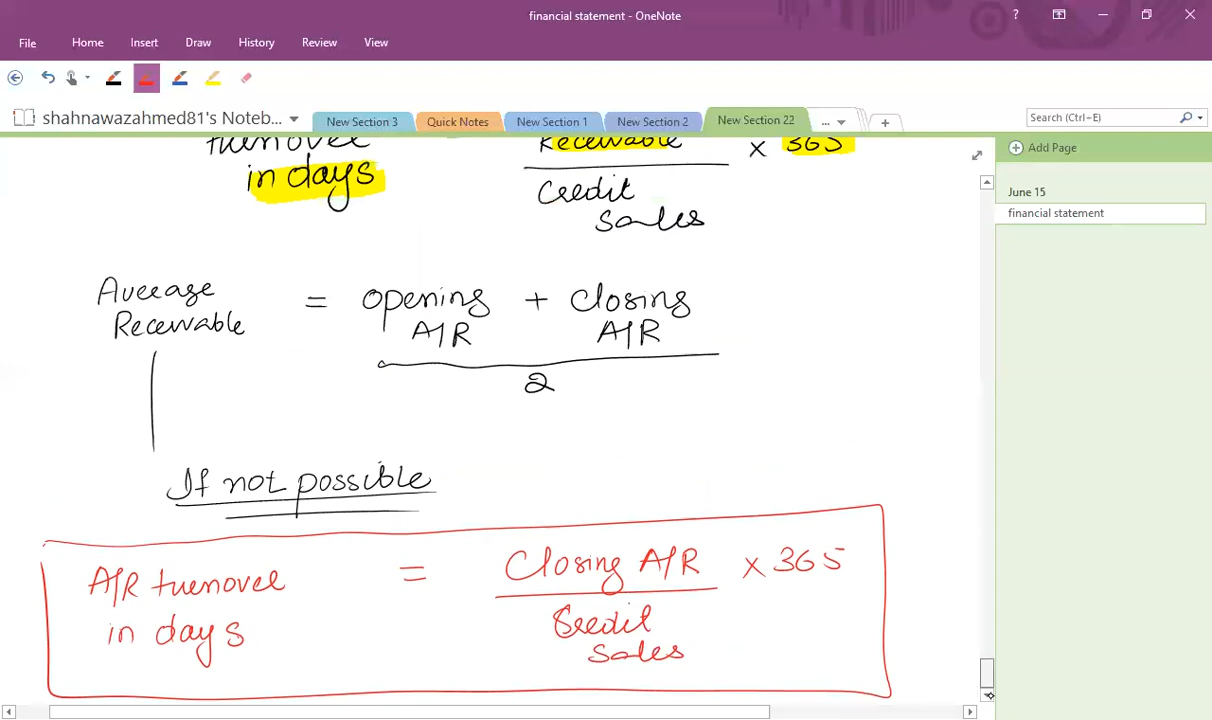 financial statement - OneNote
?
File Home Insert Draw History Review View
shahnawazahmed81's Noteb... New Section 3 Quick Notes New Section 1 New Section 2 New Section 22 ... + Search (Ctrl+E)
Add Page
June 15
financial statement
turnover Receivable x 365
in days
Credit
Sales
Average = Opening + Closing
Receivable A/R A/R
2
If not possible
A/R turnover = Closing A/R x 365
in days Credit
Sales